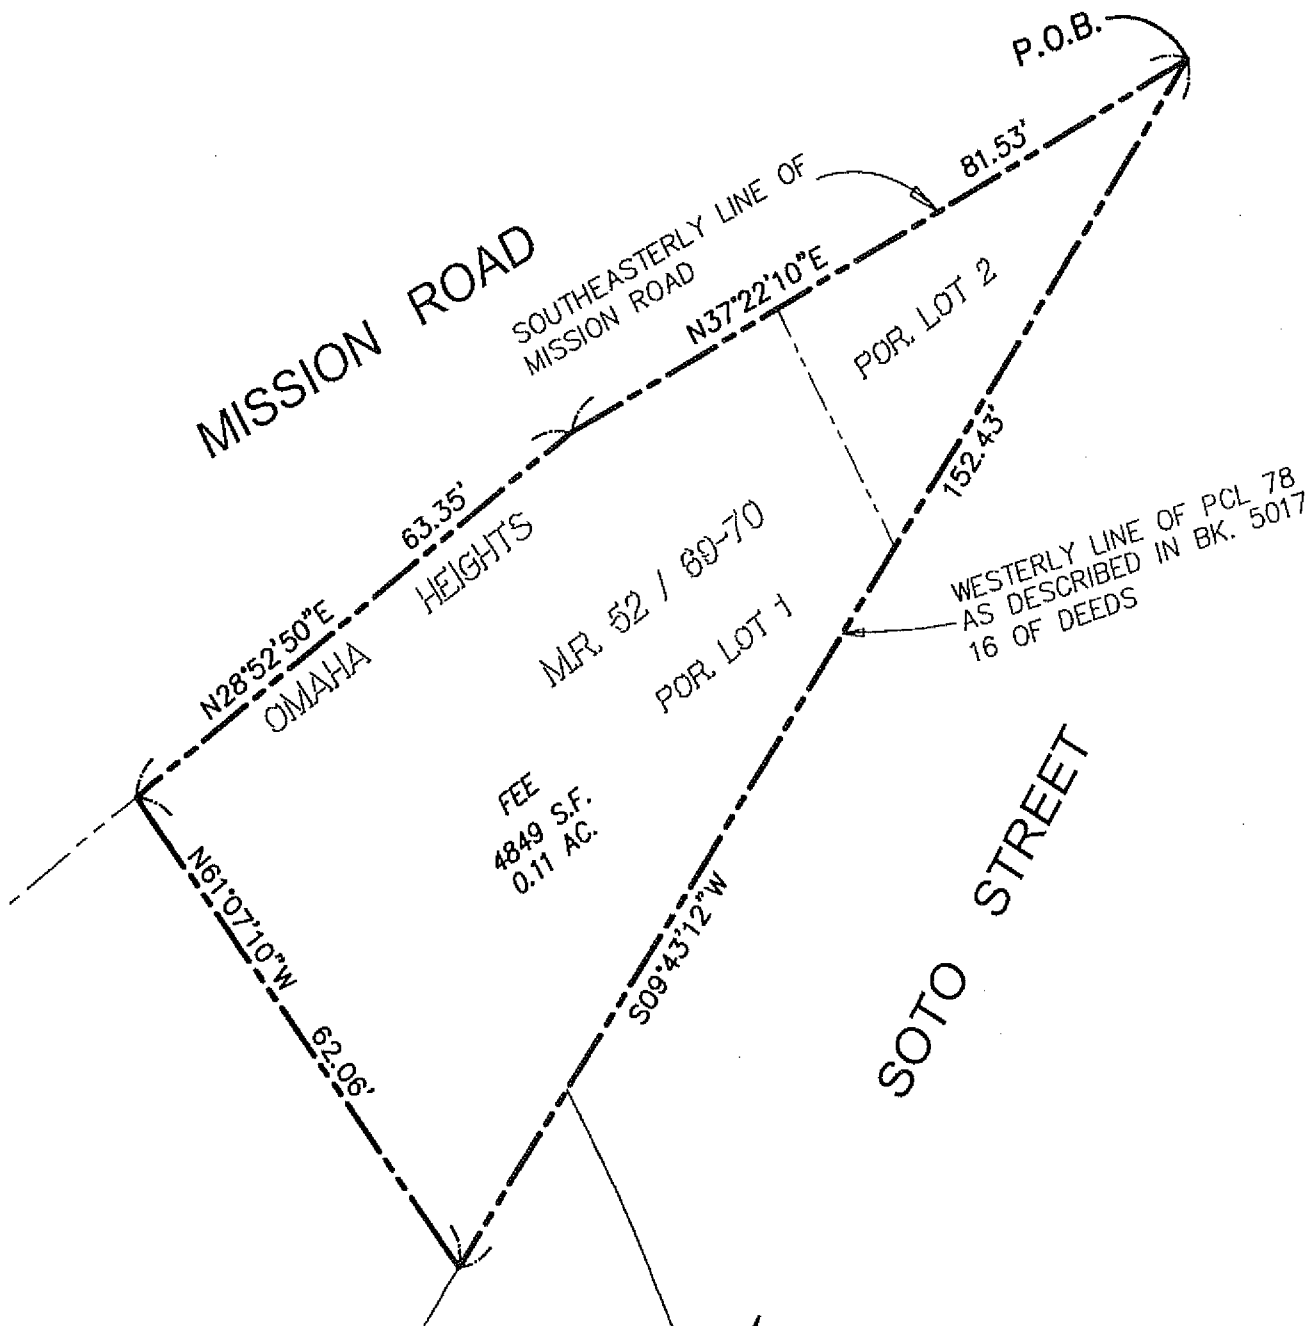 P.O.B.
81.53'
SOUTHEASTERLY LINE OF
MISSION ROAD
MISSION ROAD
N37°22'10"E
POR. LOT 2
152.43'
63.35'
HEIGHTS
M.R. 52 / 69-70
WESTERLY LINE OF PCL 78
AS DESCRIBED IN BK. 5017
16 OF DEEDS
N28°52'50"E
OMAHA
POR. LOT 1
FEE
4849 S.F.
0.11 AC.
N61°07'10"W
62.06'
S09°43'12"W
SOTO STREET